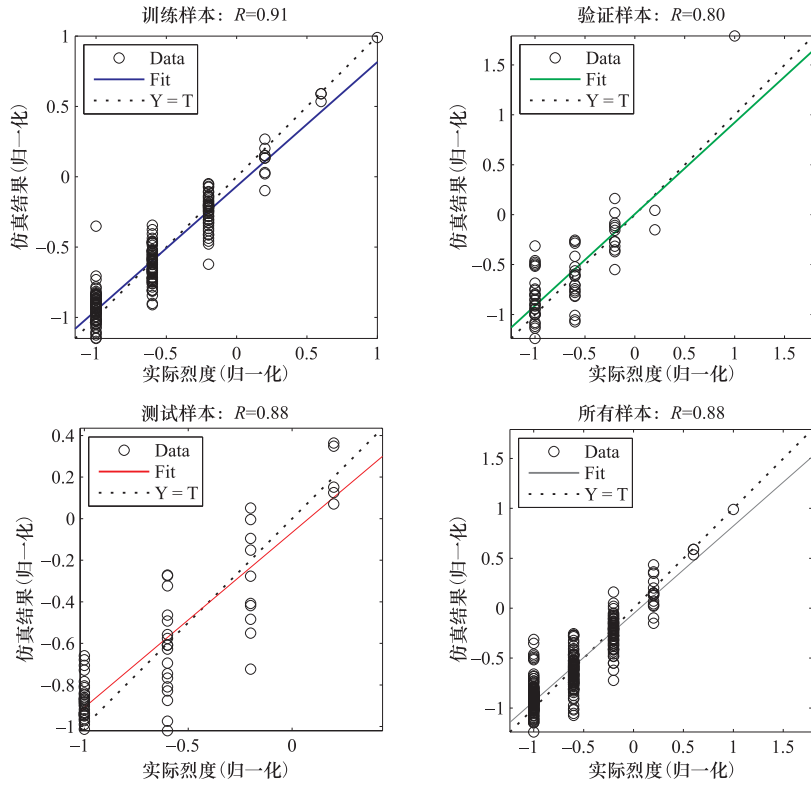 训练样本：R=0.91
1
0.5
0
−0.5
−1
Data
Fit
Y = T
仿真结果(归一化)
−1 −0.5 0 0.5 1
实际烈度(归一化)
验证样本：R=0.80
1.5
1
0.5
0
−0.5
−1
Data
Fit
Y = T
仿真结果(归一化)
−1 −0.5 0 0.5 1 1.5
实际烈度(归一化)
测试样本：R=0.88
0.4
0.2
0
−0.2
−0.4
−0.6
−0.8
−1
Data
Fit
Y = T
仿真结果(归一化)
−1 −0.5 0
实际烈度(归一化)
所有样本：R=0.88
1.5
1
0.5
0
−0.5
−1
Data
Fit
Y = T
仿真结果(归一化)
−1 −0.5 0 0.5 1 1.5
实际烈度(归一化)